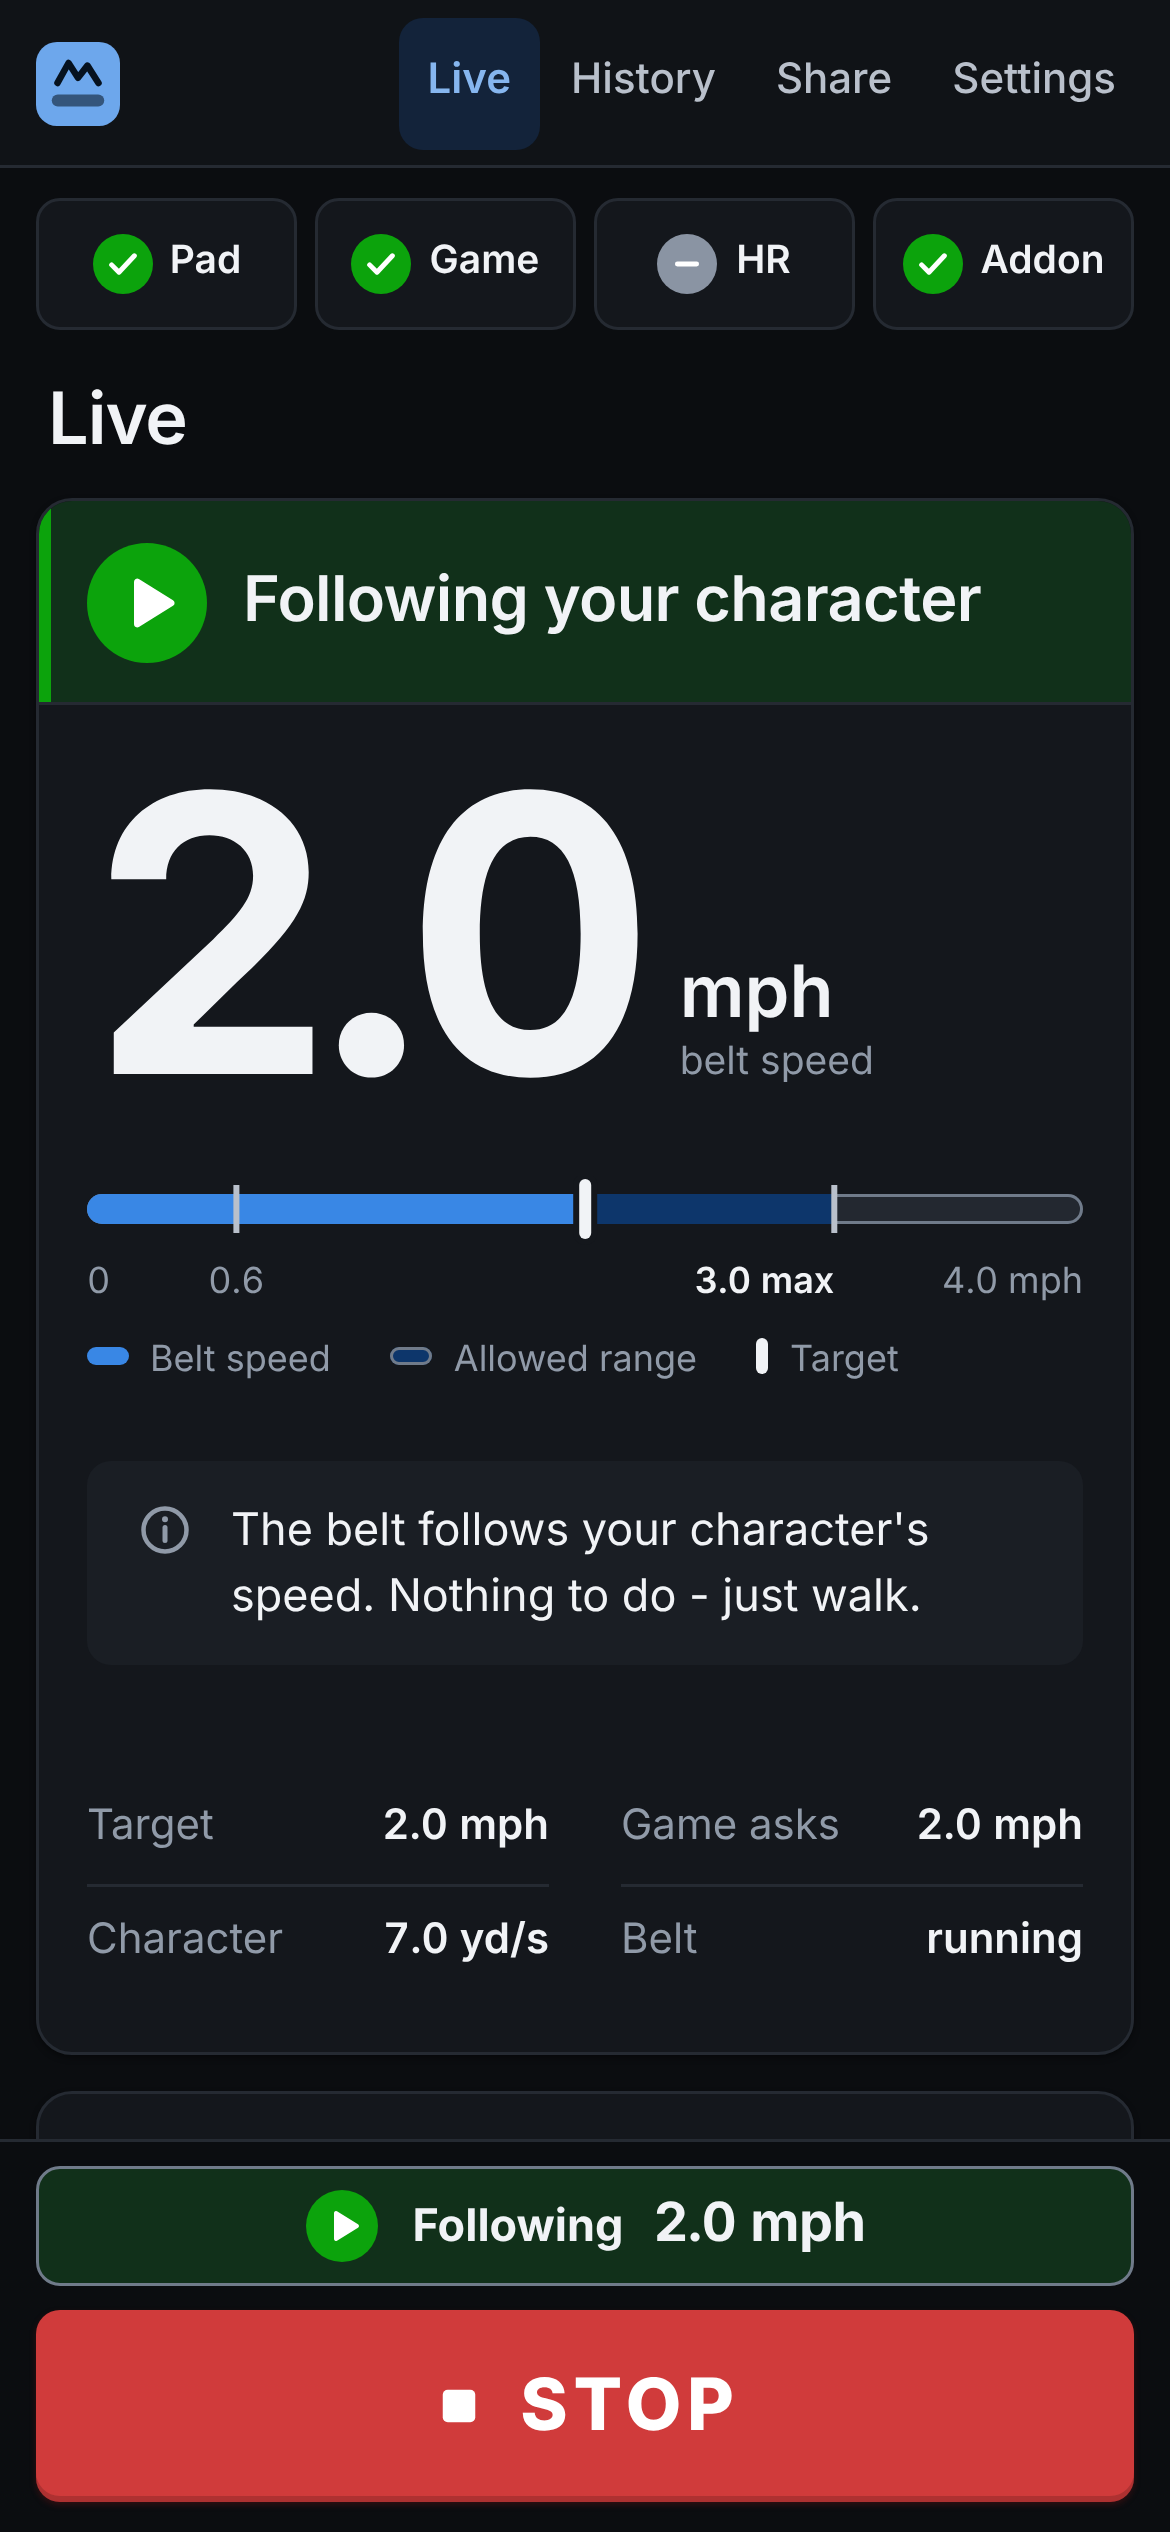 Live History Share Settings
Pad Game HR Addon
Live
Following your character
2.0 mph
belt speed
0 0.6 3.0 max 4.0 mph
Belt speed Allowed range Target
The belt follows your character's
speed. Nothing to do - just walk.
Target 2.0 mph Game asks 2.0 mph
Character 7.0 yd/s Belt running
Following 2.0 mph
STOP